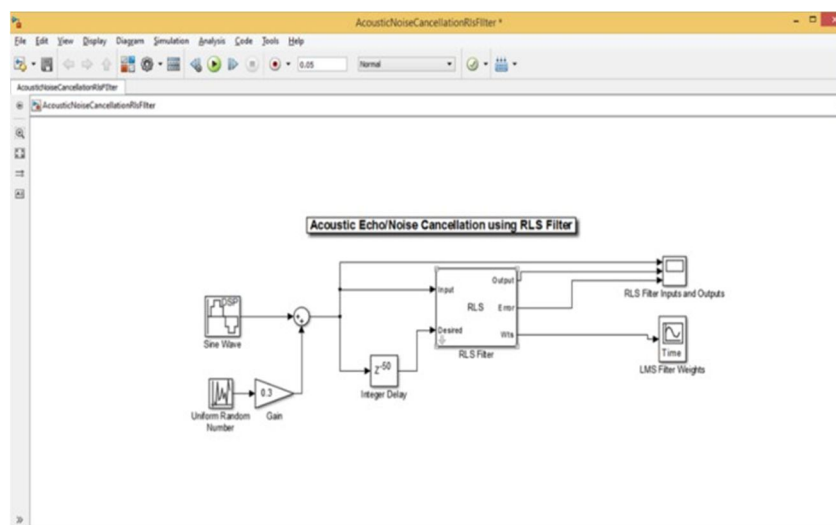 AcousticNoiseCancellationRlsFIlter *
File Edit View Display Diagram Simulation Analysis Code Tools Help
0.05 Normal
AcousticNoiseCancellationRlsFIlter
AcousticNoiseCancellationRlsFIlter
Acoustic Echo/Noise Cancellation using RLS Filter
DSP
Sine Wave
Uniform Random
Number
0.3
Gain
Z-50
Integer Delay
Input
Desired
RLS
Output
Error
Wts
RLS Filter
RLS Filter Inputs and Outputs
Time
LMS Filter Weights